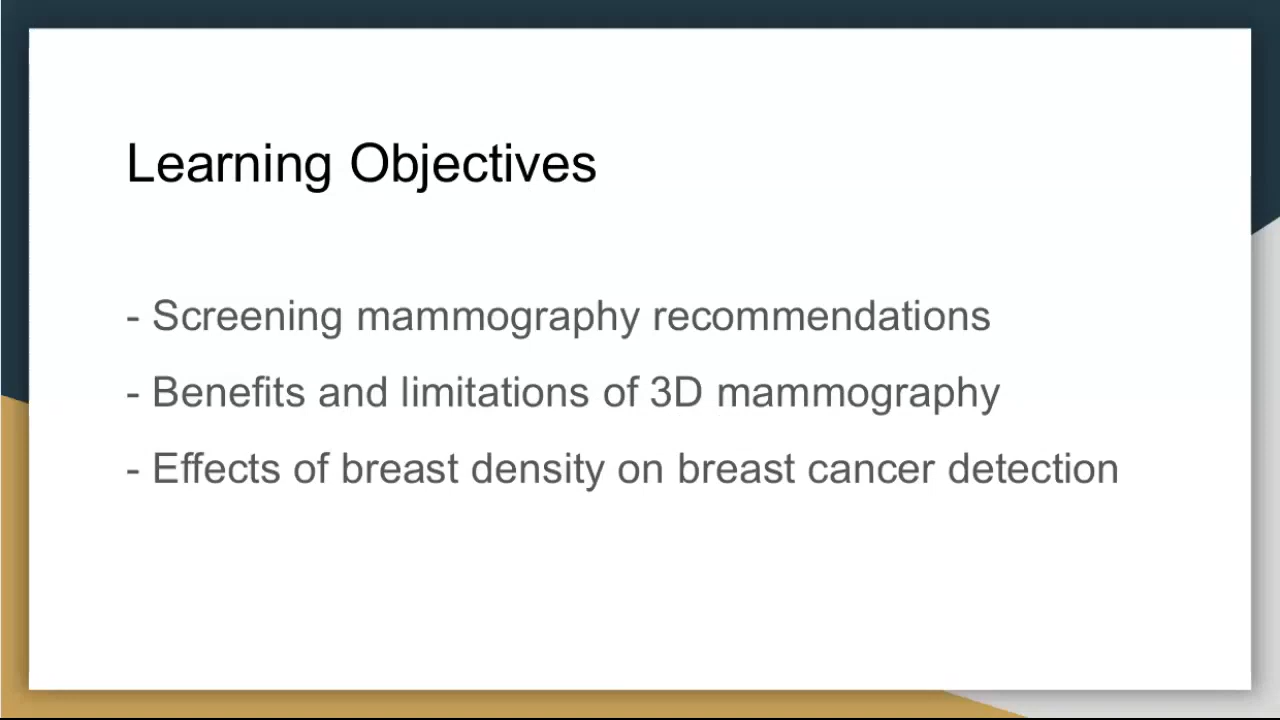 Learning Objectives
- Screening mammography recommendations
- Benefits and limitations of 3D mammography
- Effects of breast density on breast cancer detection